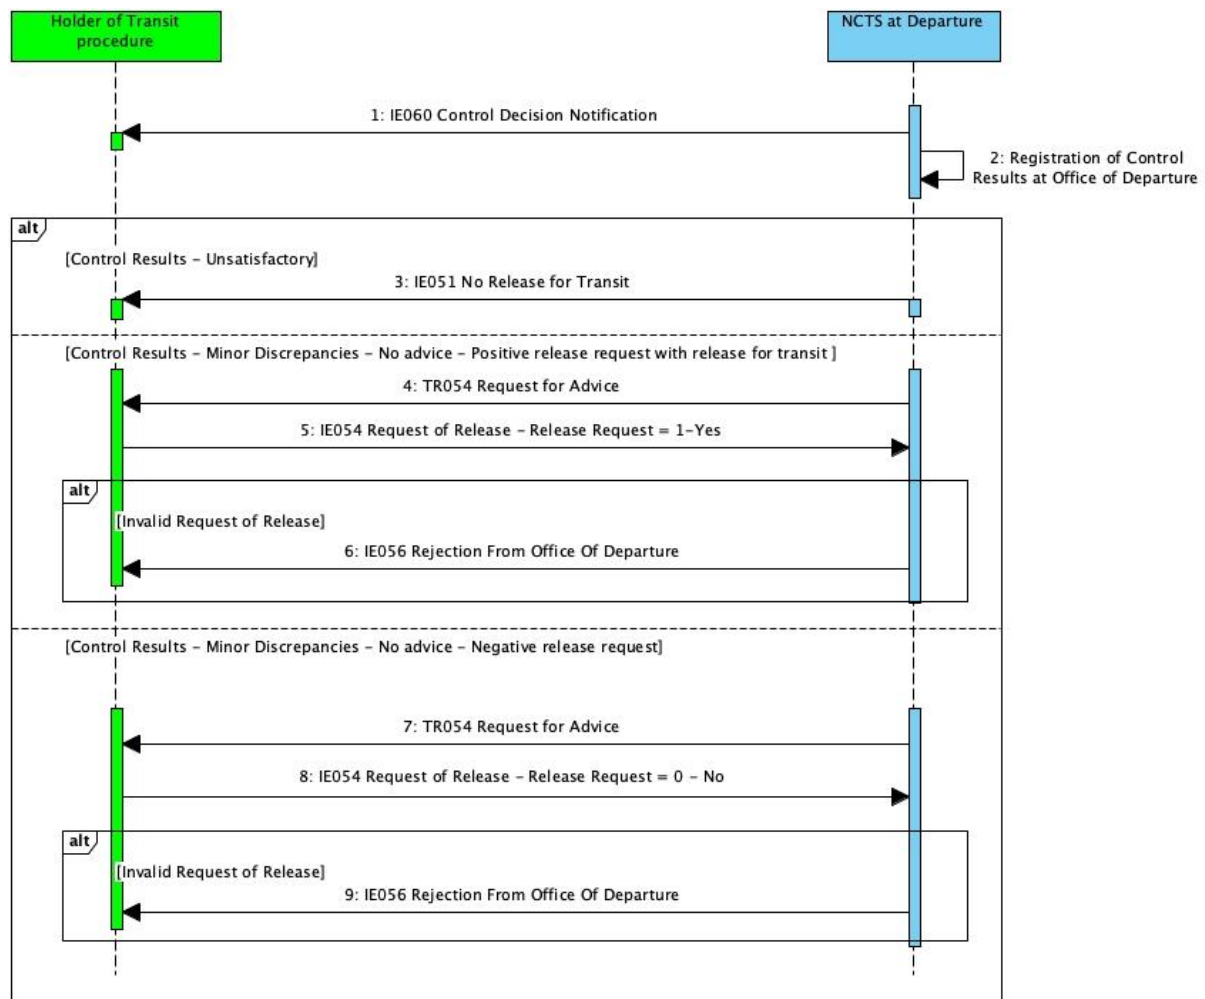 Holder of Transit
procedure
NCTS at Departure
1: IE060 Control Decision Notification
2: Registration of Control
Results at Office of Departure
alt
[Control Results – Unsatisfactory]
3: IE051 No Release for Transit
[Control Results – Minor Discrepancies – No advice – Positive release request with release for transit ]
4: TR054 Request for Advice
5: IE054 Request of Release – Release Request = 1–Yes
alt
[Invalid Request of Release]
6: IE056 Rejection From Office Of Departure
[Control Results – Minor Discrepancies – No advice – Negative release request]
7: TR054 Request for Advice
8: IE054 Request of Release – Release Request = 0 – No
alt
[Invalid Request of Release]
9: IE056 Rejection From Office Of Departure